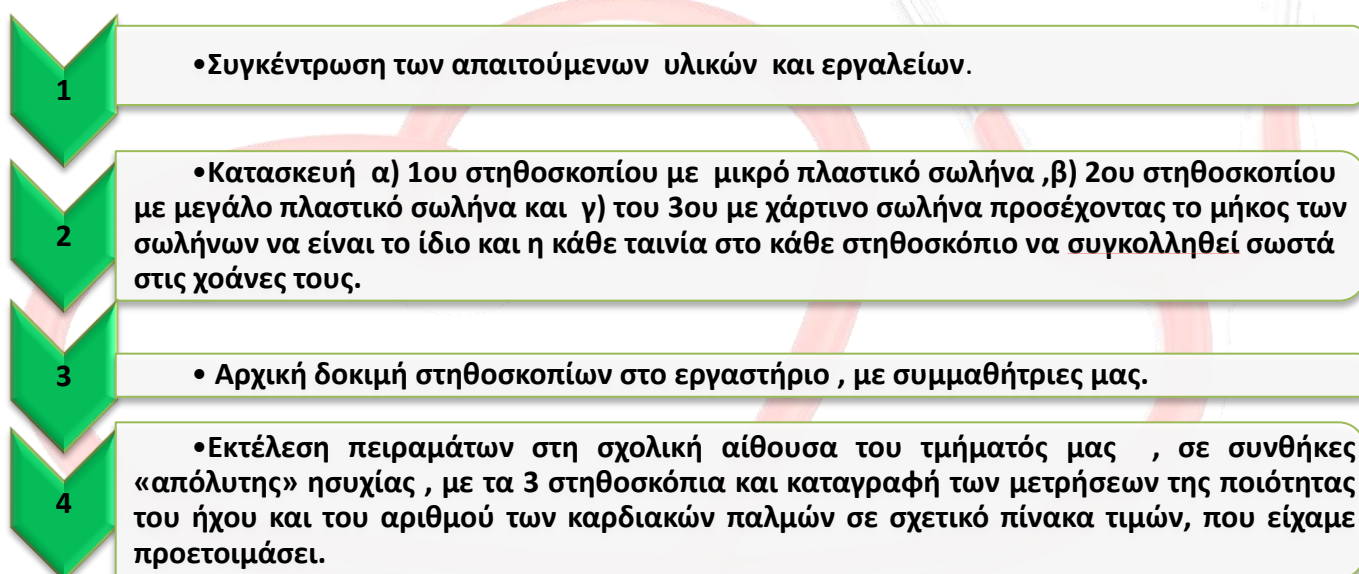 1
•Συγκέντρωση των απαιτούμενων υλικών και εργαλείων.
2
•Κατασκευή α) 1ου στηθοσκοπίου με μικρό πλαστικό σωλήνα ,β) 2ου στηθοσκοπίου
με μεγάλο πλαστικό σωλήνα και γ) του 3ου με χάρτινο σωλήνα προσέχοντας το μήκος των
σωλήνων να είναι το ίδιο και η κάθε ταινία στο κάθε στηθοσκόπιο να συγκολληθεί σωστά
στις χοάνες τους.
3
• Αρχική δοκιμή στηθοσκοπίων στο εργαστήριο , με συμμαθήτριες μας.
4
•Εκτέλεση πειραμάτων στη σχολική αίθουσα του τμήματός μας , σε συνθήκες
«απόλυτης» ησυχίας , με τα 3 στηθοσκόπια και καταγραφή των μετρήσεων της ποιότητας
του ήχου και του αριθμού των καρδιακών παλμών σε σχετικό πίνακα τιμών, που είχαμε
προετοιμάσει.